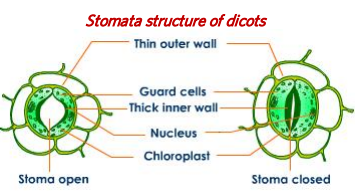 Stomata structure of dicots
Thin outer wall
Guard cells
Thick inner wall
Nucleus
Chloroplast
Stoma open
Stoma closed